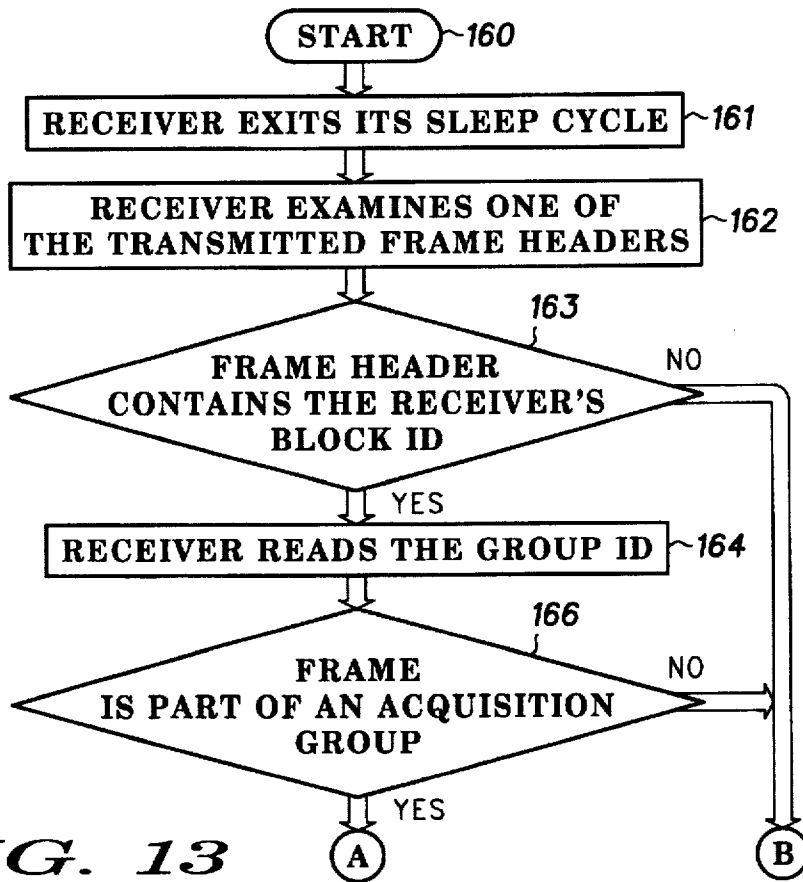 START 160
RECEIVER EXITS ITS SLEEP CYCLE 161
RECEIVER EXAMINES ONE OF
THE TRANSMITTED FRAME HEADERS 162
163
FRAME HEADER
CONTAINS THE RECEIVER'S
BLOCK ID
NO
YES
RECEIVER READS THE GROUP ID 164
166
FRAME
IS PART OF AN ACQUISITION
GROUP
NO
YES
A
B
G. 13